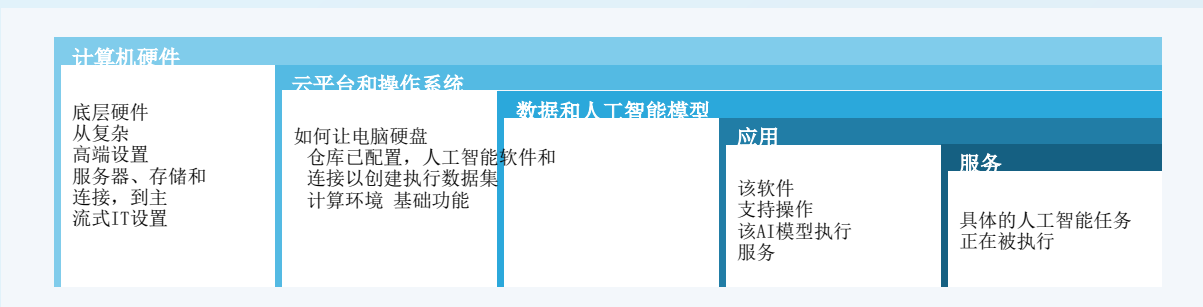 计算机硬件
底层硬件
从复杂
高端设置
服务器、存储和
连接，到主
流式IT设置
云平台和操作系统
如何让电脑硬盘
仓库已配置，人工智能软件和
连接以创建执行数据集
计算环境 基础功能
数据和人工智能模型
应用
该软件
支持操作
该AI模型执行
服务
服务
具体的人工智能任务
正在被执行